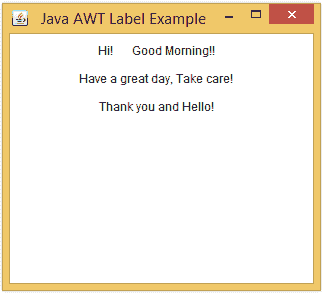 Java AWT Label Example
Hi! Good Morning!!
Have a great day, Take care!
Thank you and Hello!